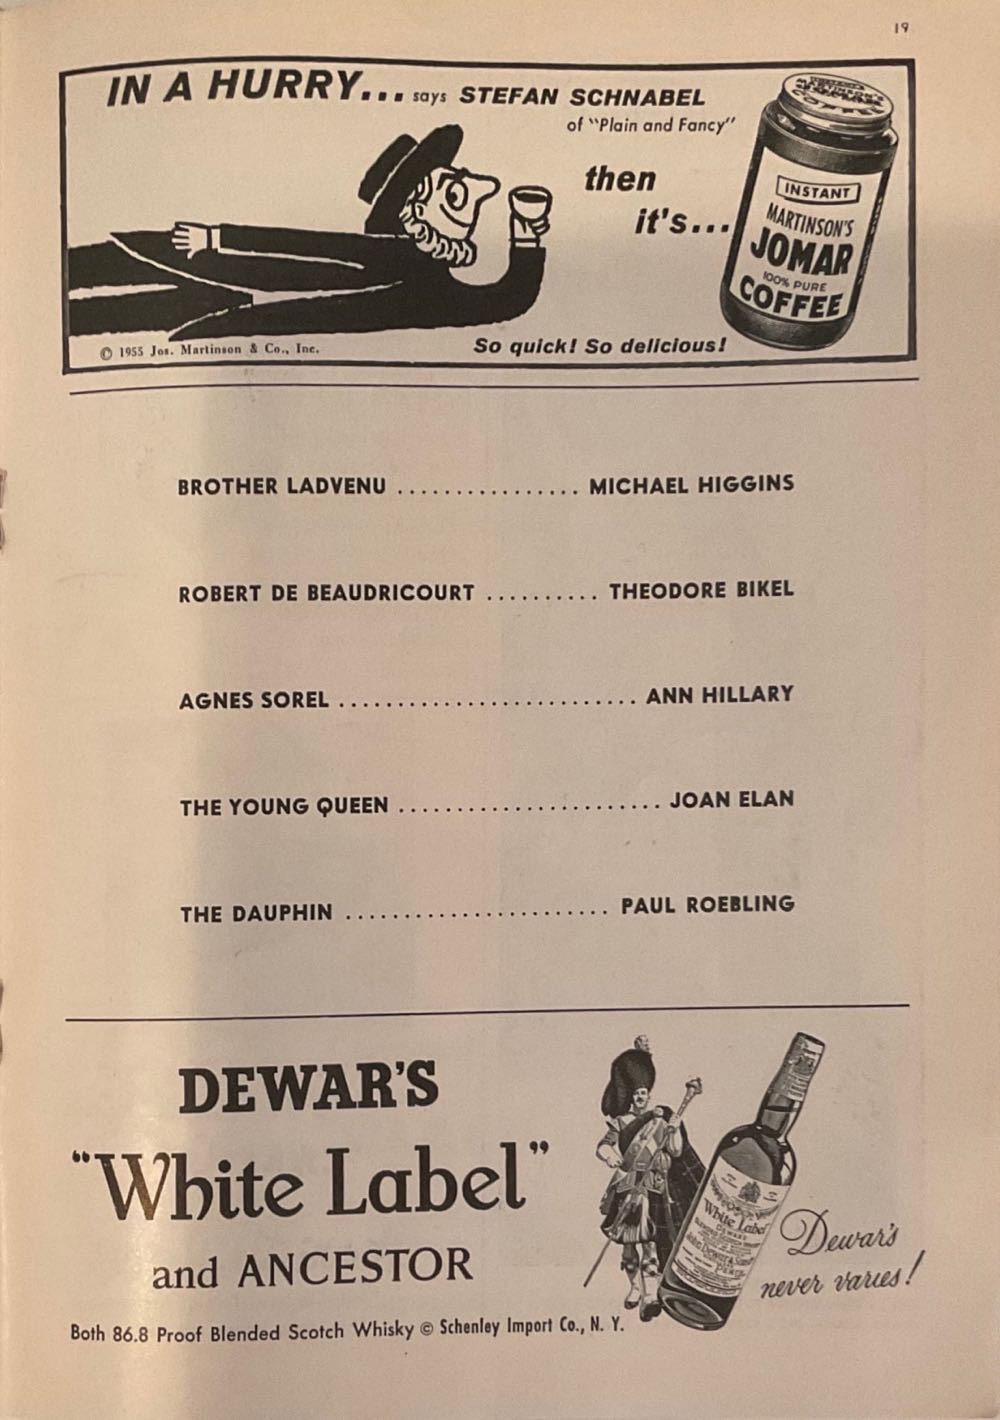 19
IN A HURRY... says STEFAN SCHNABEL
of "Plain and Fancy"
then
it's...
INSTANT
MARTINSON'S
JOMAR
100% PURE
COFFEE
© 1955 Jos. Martinson & Co., Inc.
So quick! So delicious!
BROTHER LADVENU ................ MICHAEL HIGGINS
ROBERT DE BEAUDRICOURT .......... THEODORE BIKEL
AGNES SOREL .......................... ANN HILLARY
THE YOUNG QUEEN ....................... JOAN ELAN
THE DAUPHIN ....................... PAUL ROEBLING
DEWAR'S
"White Label"
and ANCESTOR
White Label
Dewar's
never varies!
Both 86.8 Proof Blended Scotch Whisky © Schenley Import Co., N. Y.